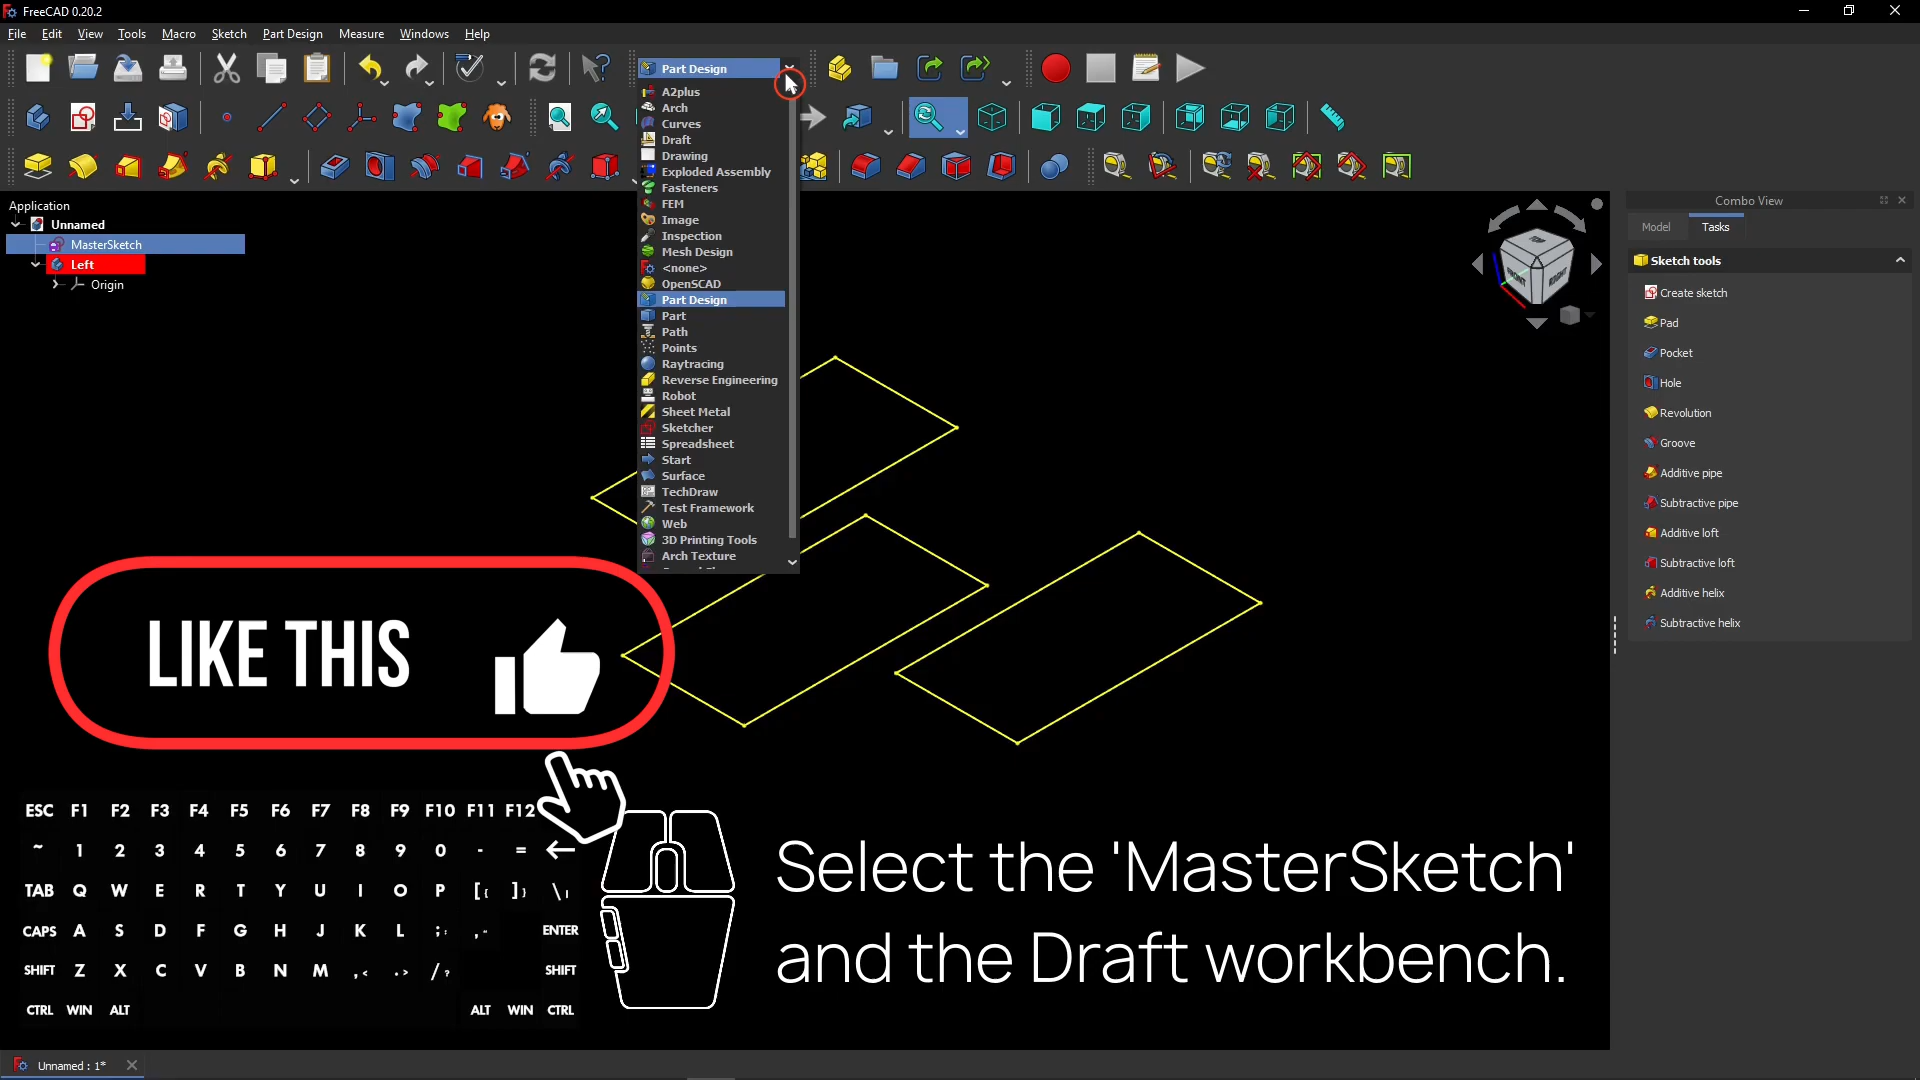 FreeCAD 0.20.2
File Edit View Tools Macro Sketch Part Design Measure Windows Help
Part Design
A2plus
Arch
Curves
Draft
Drawing
Exploded Assembly
Fasteners
FEM
Image
Inspection
Mesh Design
<none>
OpenSCAD
Part Design
Part
Path
Points
Raytracing
Reverse Engineering
Robot
Sheet Metal
Sketcher
Spreadsheet
Start
Surface
TechDraw
Test Framework
Web
3D Printing Tools
Arch Texture
Application
Unnamed
MasterSketch
Left
Origin
TOP
FRONT
RIGHT
Combo View
Model Tasks
Sketch tools
Create sketch
Pad
Pocket
Hole
Revolution
Groove
Additive pipe
Subtractive pipe
Additive loft
Subtractive loft
Additive helix
Subtractive helix
LIKE THIS
ESC F1 F2 F3 F4 F5 F6 F7 F8 F9 F10 F11 F12
~ 1 2 3 4 5 6 7 8 9 0 - = ←
TAB Q W E R T Y U I O P [{ ]} \|
CAPS A S D F G H J K L ;: ,“ ENTER
SHIFT Z X C V B N M ,< .> /? SHIFT
CTRL WIN ALT ALT WIN CTRL
Select the 'MasterSketch'
and the Draft workbench.
Unnamed : 1*